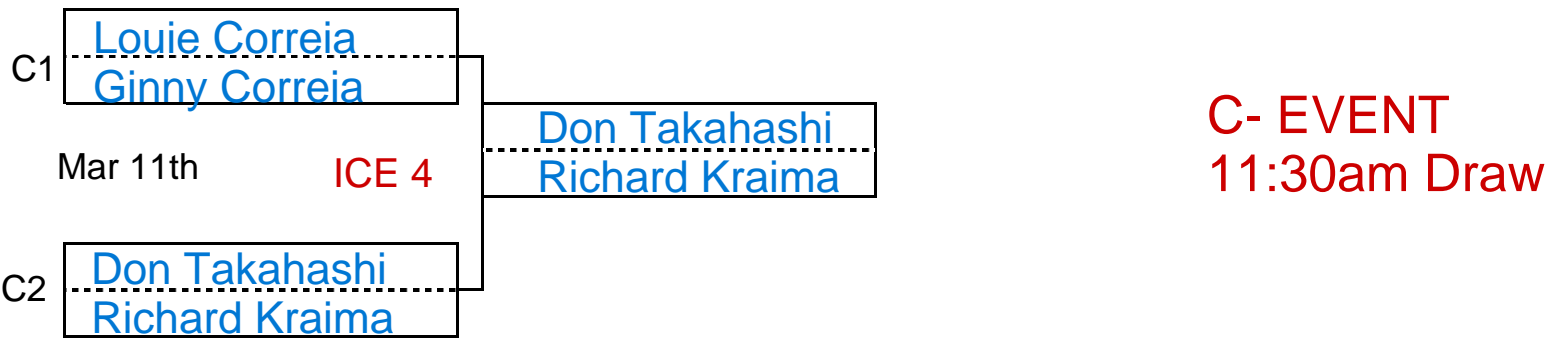 C1
Louie Correia
Ginny Correia
Mar 11th
ICE 4
C2
Don Takahashi
Richard Kraima
Don Takahashi
Richard Kraima
C- EVENT
11:30am Draw